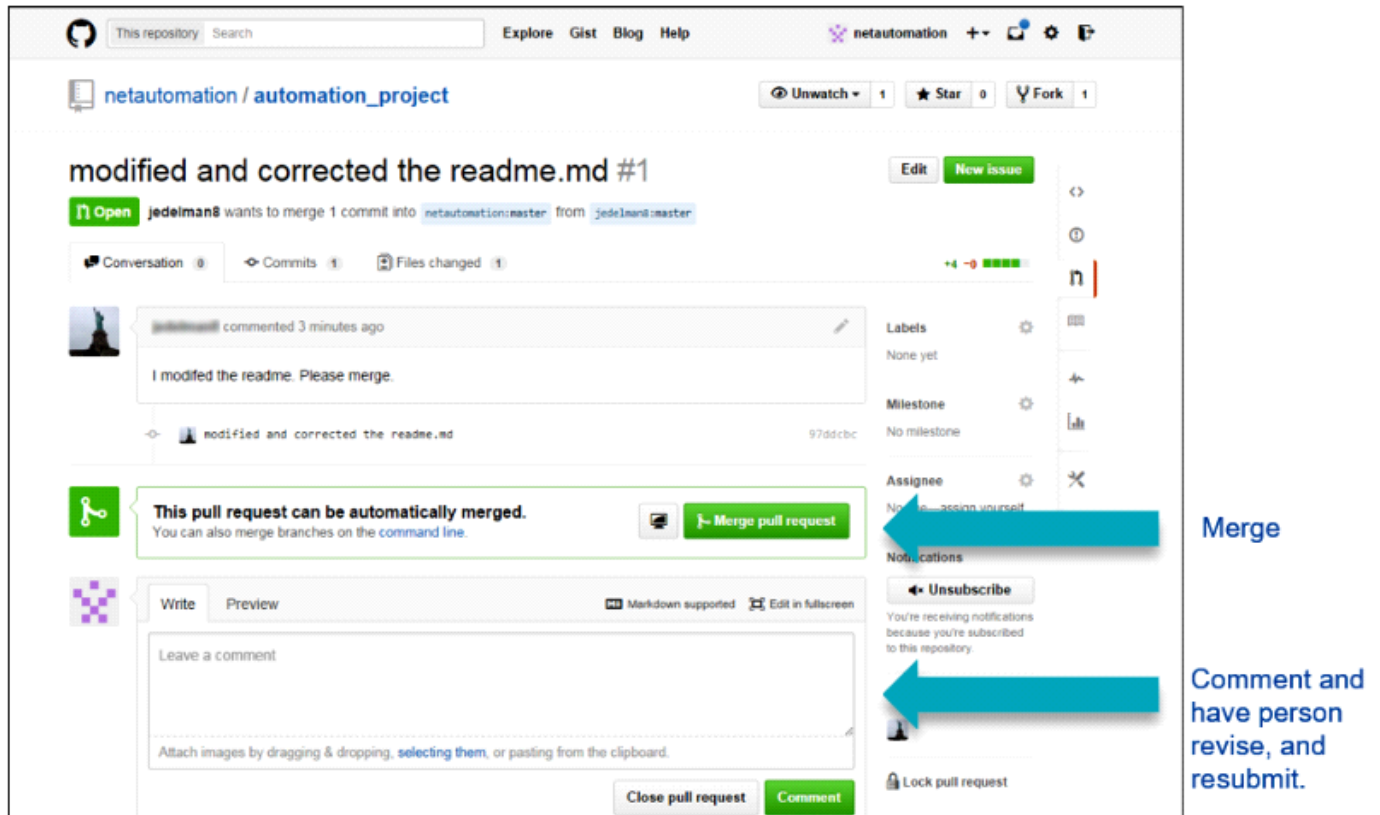 This repository Search Explore Gist Blog Help netautomation
netautomation / automation_project Unwatch 1 Star 0 Fork 1
modified and corrected the readme.md #1 Edit New issue
Open jedelman8 wants to merge 1 commit into netautomation:master from jedelman8:master
Conversation 0 Commits 1 Files changed 1 +4 −0
commented 3 minutes ago
I modifed the readme. Please merge.
modified and corrected the readme.md 97ddcbc
Labels
None yet
Milestone
No milestone
Assignee
assign yourself
This pull request can be automatically merged.
You can also merge branches on the command line.
Merge pull request
Merge
Notifications
Unsubscribe
You're receiving notifications
because you're subscribed
to this repository.
Write Preview Markdown supported Edit in fullscreen
Leave a comment
Attach images by dragging & dropping, selecting them, or pasting from the clipboard.
Close pull request Comment
Lock pull request
Comment and
have person
revise, and
resubmit.